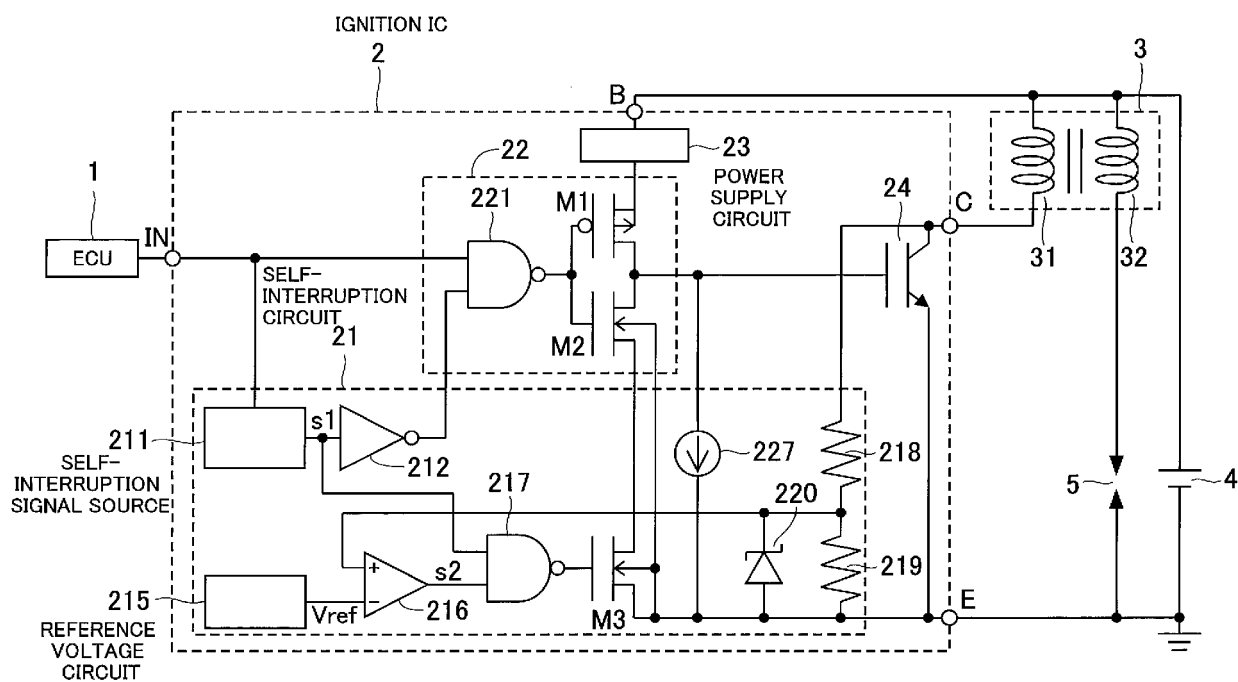 IGNITION IC
2
3
B
1
22
23
POWER
SUPPLY
CIRCUIT
221
M1
24
C
IN
ECU
31
32
SELF-
INTERRUPTION
CIRCUIT
M2
21
s1
211
212
218
227
5
4
SELF-
INTERRUPTION
SIGNAL SOURCE
217
220
+
s2
219
215
−
216
Vref
M3
E
REFERENCE
VOLTAGE
CIRCUIT